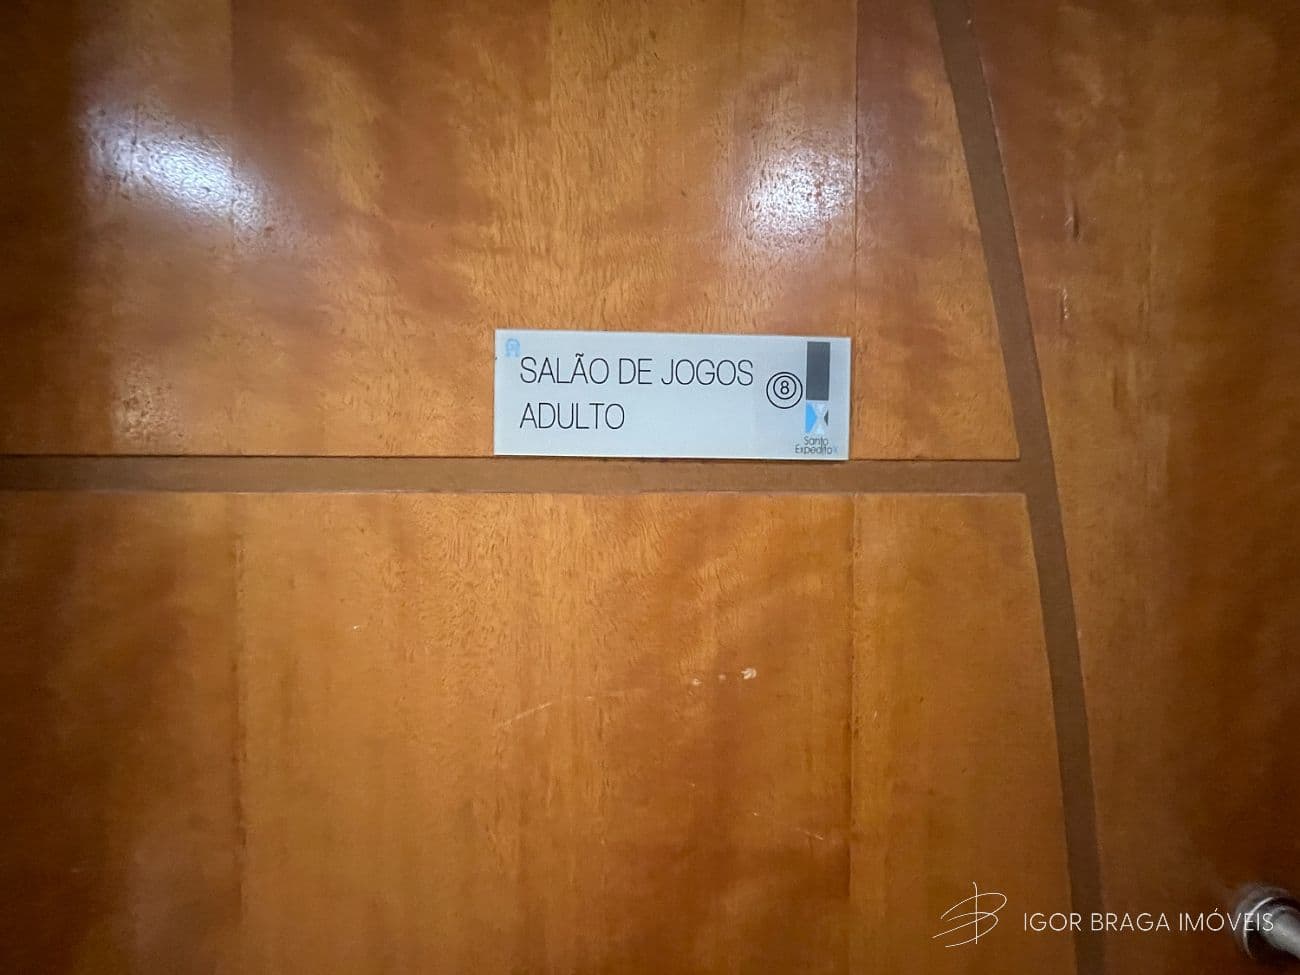 SALÃO DE JOGOS
ADULTO
8
Santo
Expedito
IGOR BRAGA IMÓVEIS